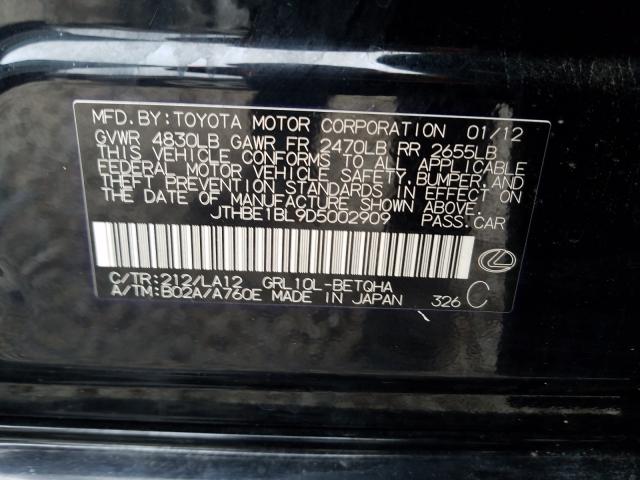 MFD.BY:TOYOTA MOTOR CORPORATION 01/12
GVWR 4830LB GAWR FR 2470LB RR 2655LB
THIS VEHICLE CONFORMS TO ALL APPLICABLE
FEDERAL MOTOR VEHICLE SAFETY,BUMPER,AND
THEFT PREVENTION STANDARDS IN EFFECT ON
THE DATE OF MANUFACTURE SHOWN ABOVE.
JTHBE1BL9D5002909 PASS.CAR
C/TR:212/LA12 GRL10L-BETQHA
A/TM:B02A/A760E MADE IN JAPAN 326 C